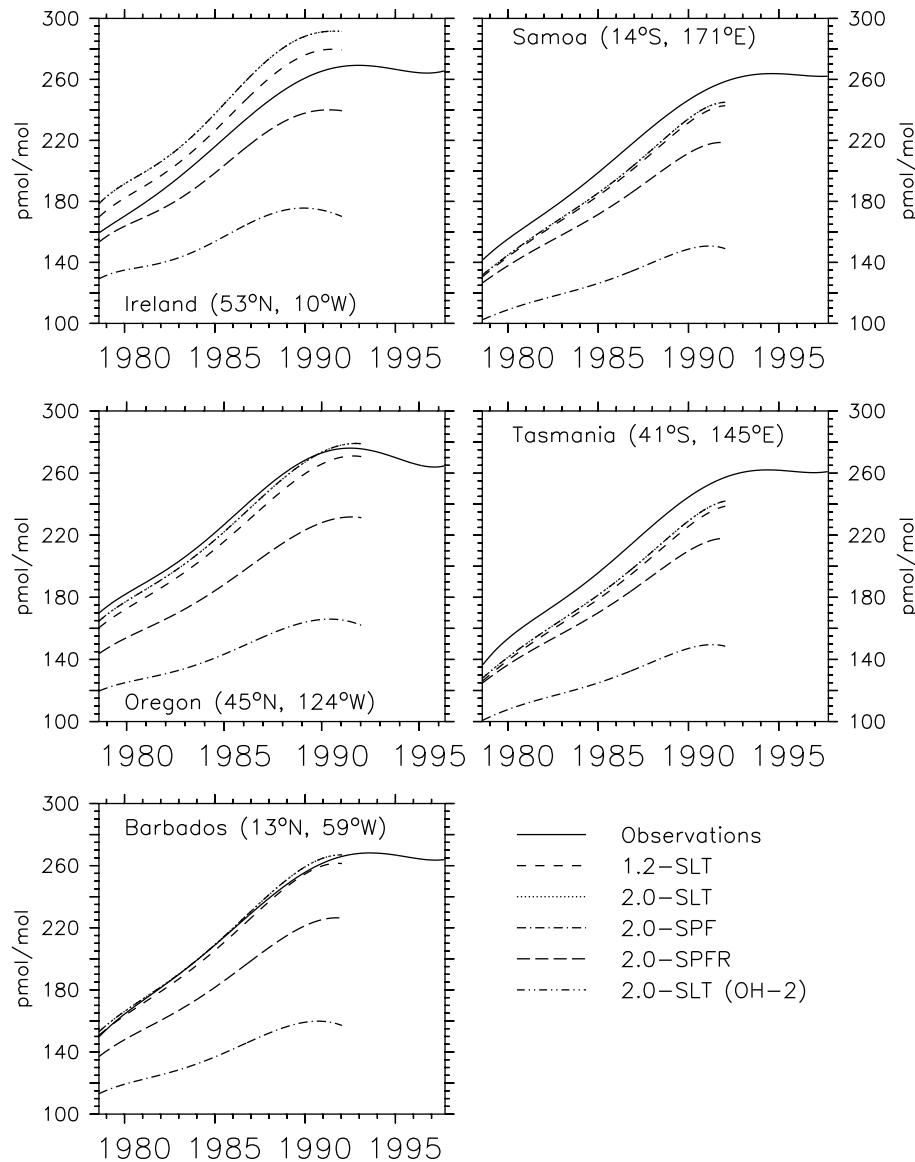 300
260
220
180
140
100
pmol/mol
Ireland (53°N, 10°W)
1980 1985 1990 1995
Samoa (14°S, 171°E)
300
260
220
180
140
100
pmol/mol
1980 1985 1990 1995
300
260
220
180
140
100
pmol/mol
Oregon (45°N, 124°W)
1980 1985 1990 1995
Tasmania (41°S, 145°E)
300
260
220
180
140
100
pmol/mol
1980 1985 1990 1995
300
260
220
180
140
100
pmol/mol
Barbados (13°N, 59°W)
1980 1985 1990 1995
Observations
1.2-SLT
2.0-SLT
2.0-SPF
2.0-SPFR
2.0-SLT (OH-2)